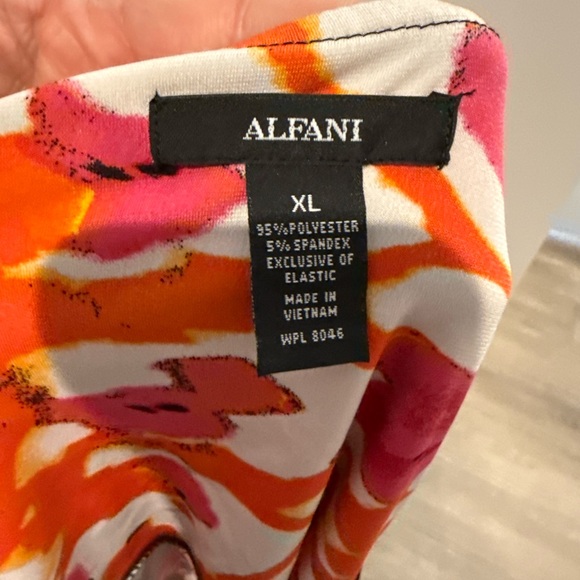 ALFANI
XL
95% POLYESTER
5% SPANDEX
EXCLUSIVE OF
ELASTIC
MADE IN
VIETNAM
WPL 8046